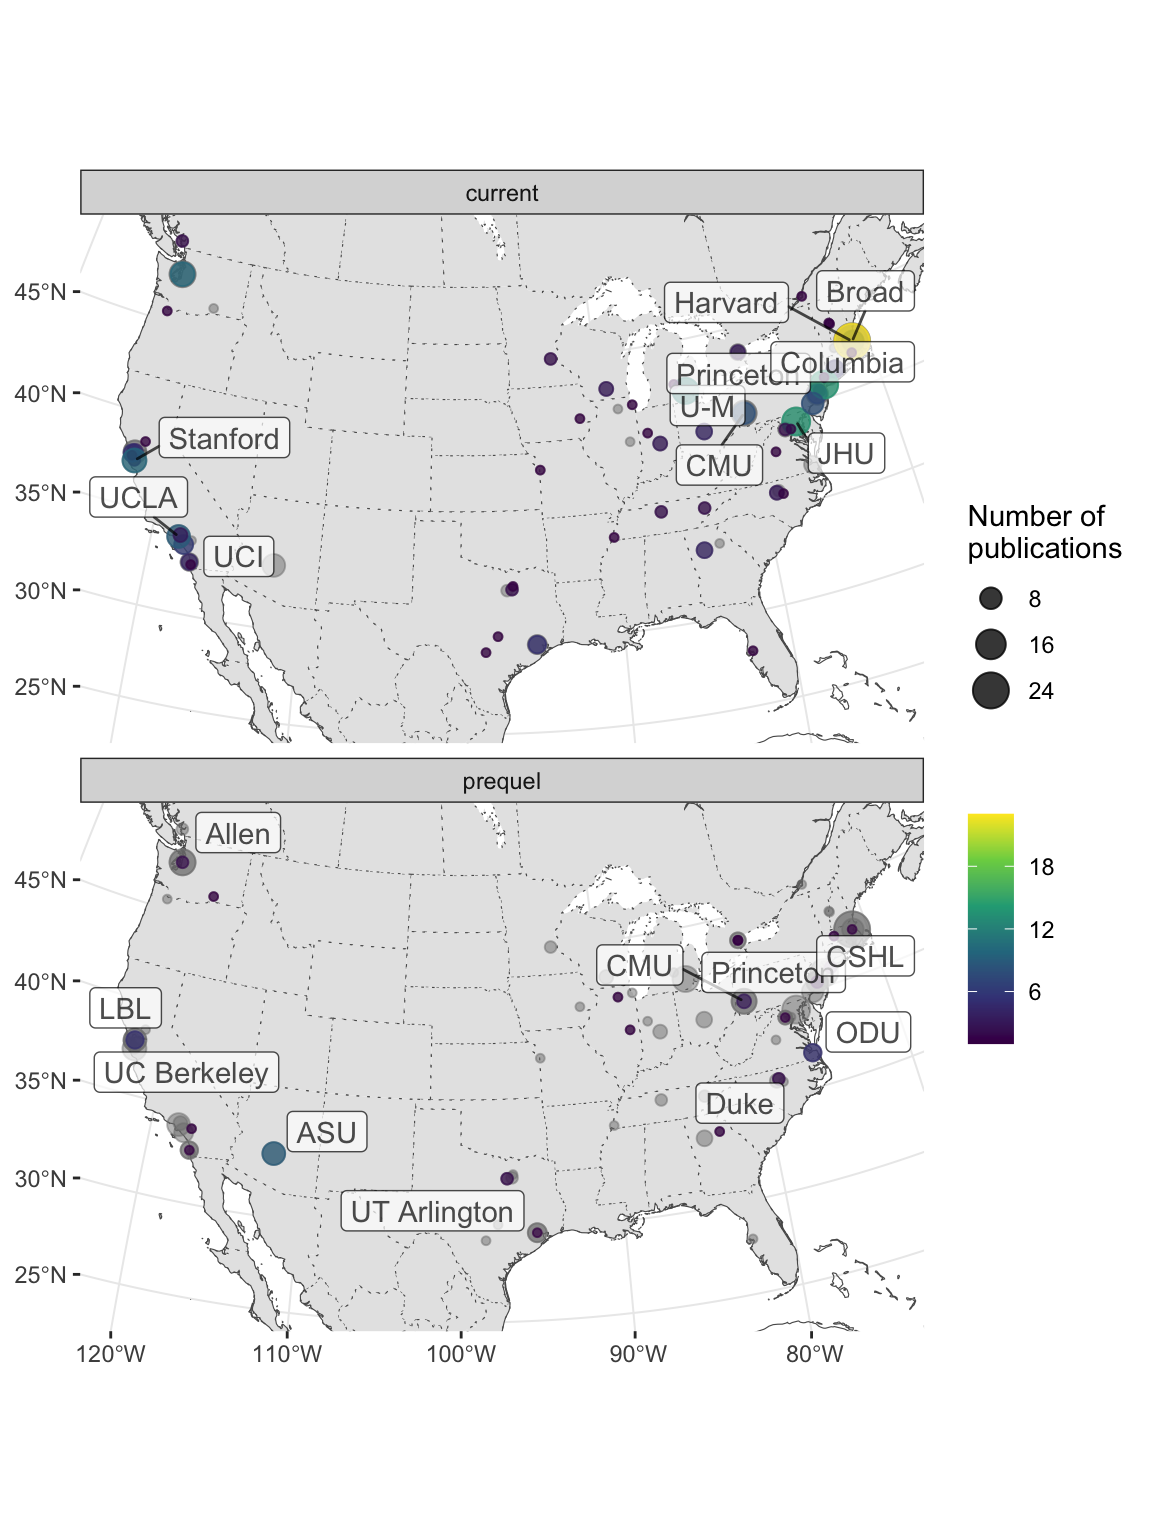 current
45°N
40°N
35°N
30°N
25°N
Harvard
Broad
Princeton
Columbia
U-M
CMU
JHU
Stanford
UCLA
UCI
Number of
publications
8
16
24
prequel
45°N
40°N
35°N
30°N
25°N
Allen
CMU
Princeton
CSHL
LBL
ODU
UC Berkeley
Duke
ASU
UT Arlington
18
12
6
120°W
110°W
100°W
90°W
80°W